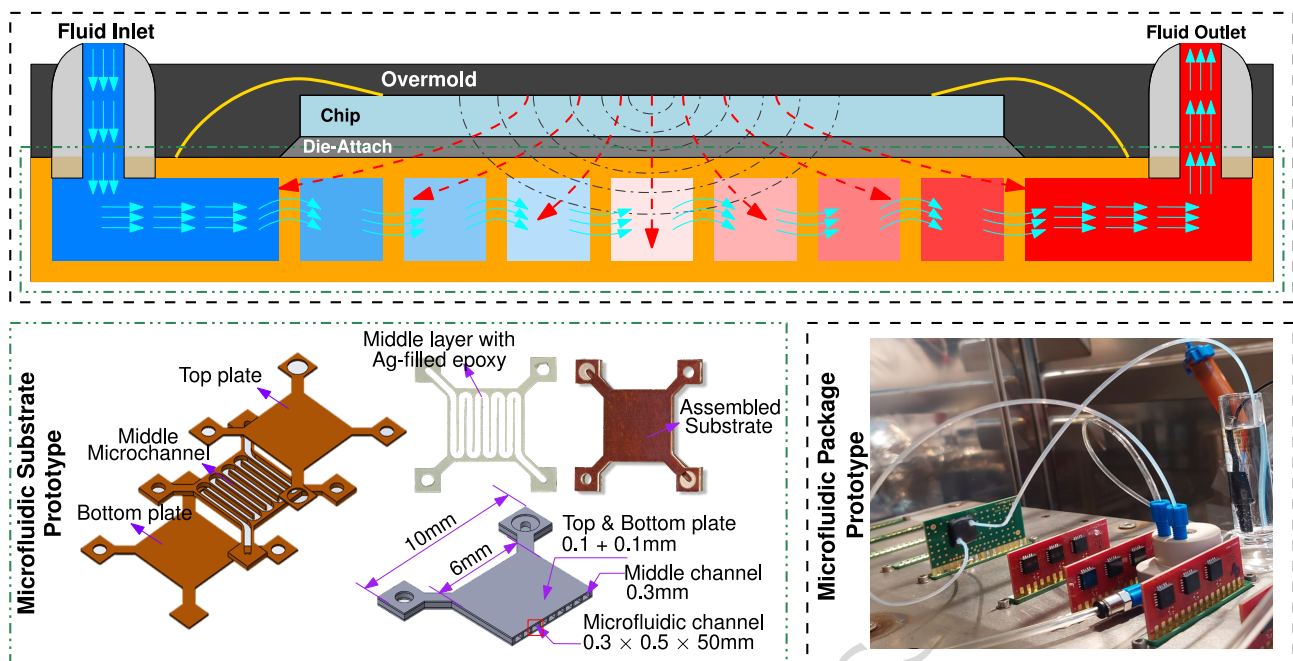 Fluid Inlet
Fluid Outlet
Overmold
Chip
Die-Attach
Microfluidic Substrate
Prototype
Top plate
Middle
Microchannel
Bottom plate
Middle layer with
Ag-filled epoxy
Assembled
Substrate
10mm
6mm
Top & Bottom plate
0.1 + 0.1mm
Middle channel
0.3mm
Microfluidic channel
0.3 × 0.5 × 50mm
Microfluidic Package
Prototype